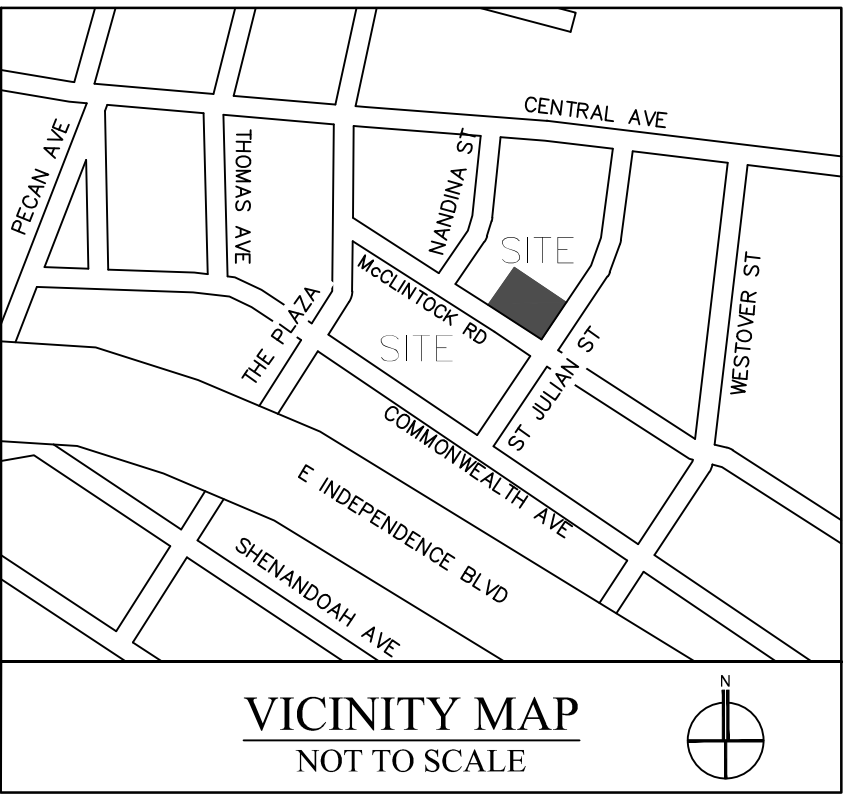 CENTRAL AVE
PECAN AVE
THOMAS AVE
NANDINA ST
SITE
McCLINTOCK RD
WESTOVER ST
THE PLAZA
SITE
ST JULIAN ST
COMMONWEALTH AVE
E INDEPENDENCE BLVD
SHENANDOAH AVE
VICINITY MAP
NOT TO SCALE
N